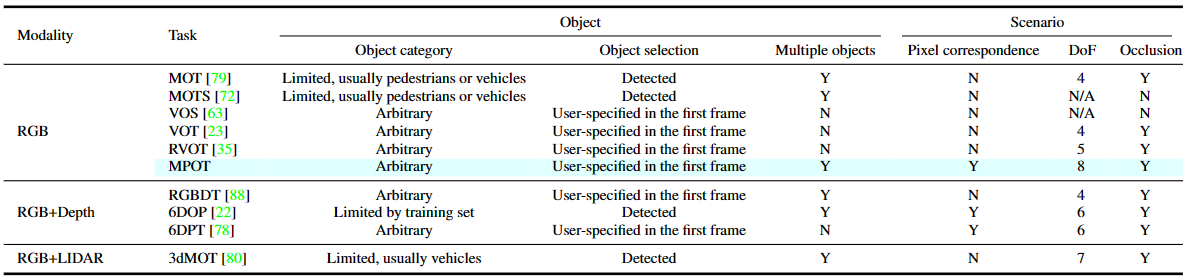 Modality Task Object Scenario
Object category Object selection Multiple objects Pixel correspondence DoF Occlusion
RGB
MOT [79] Limited, usually pedestrians or vehicles Detected Y N 4 Y
MOTS [72] Limited, usually pedestrians or vehicles Detected Y N N/A N
VOS [63] Arbitrary User-specified in the first frame N N N/A N
VOT [23] Arbitrary User-specified in the first frame N N 4 Y
RVOT [35] Arbitrary User-specified in the first frame N N 5 Y
MPOT Arbitrary User-specified in the first frame Y Y 8 Y
RGB+Depth
RGBDT [88] Arbitrary User-specified in the first frame Y N 4 Y
6DOP [22] Limited by training set Detected Y Y 6 Y
6DPT [78] Arbitrary User-specified in the first frame N Y 6 Y
RGB+LIDAR 3dMOT [80] Limited, usually vehicles Detected Y N 7 Y